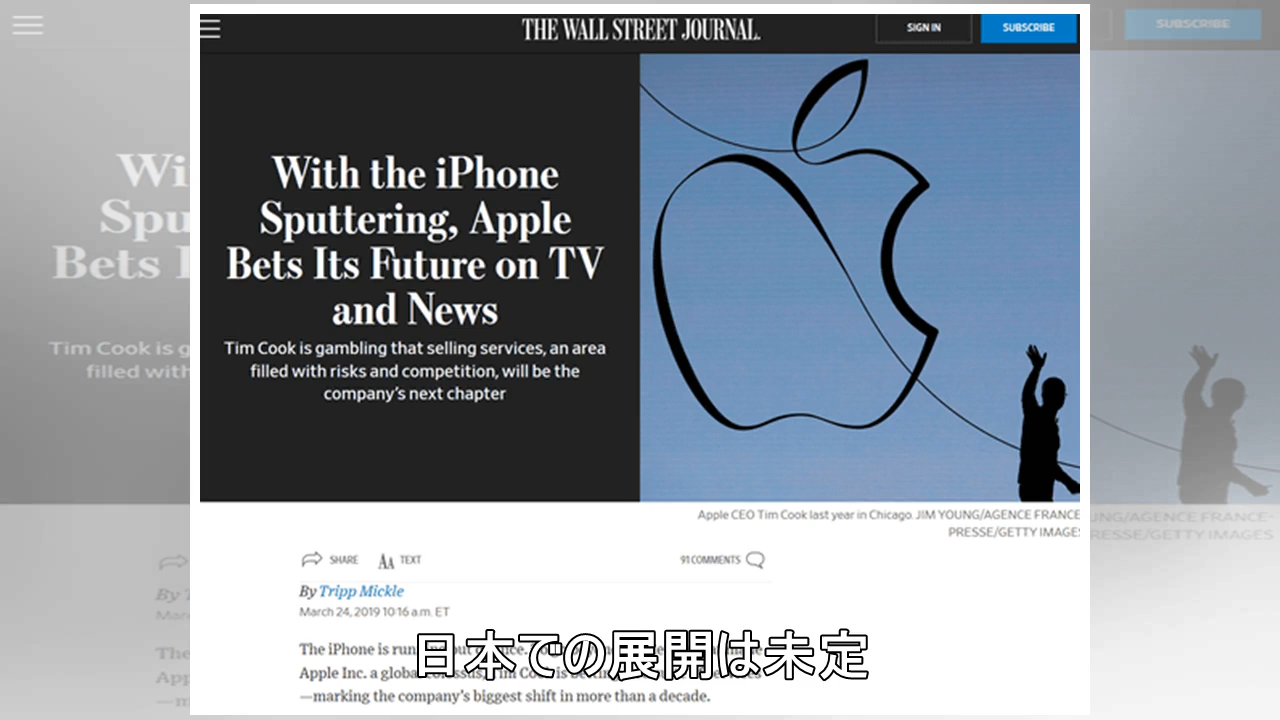 THE WALL STREET JOURNAL.
SIGN IN
SUBSCRIBE
With the iPhone
Sputtering, Apple
Bets Its Future on TV
and News
Tim Cook is gambling that selling services, an area
filled with risks and competition, will be the
company's next chapter
Apple CEO Tim Cook last year in Chicago. JIM YOUNG/AGENCE FRANCE
PRESSE/GETTY IMAGES
SHARE
TEXT
91 COMMENTS
By Tripp Mickle
March 24, 2019 10:16 a.m. ET
The iPhone is
Apple Inc. a global
—marking the company's biggest shift in more than a decade.
日本での展開は未定